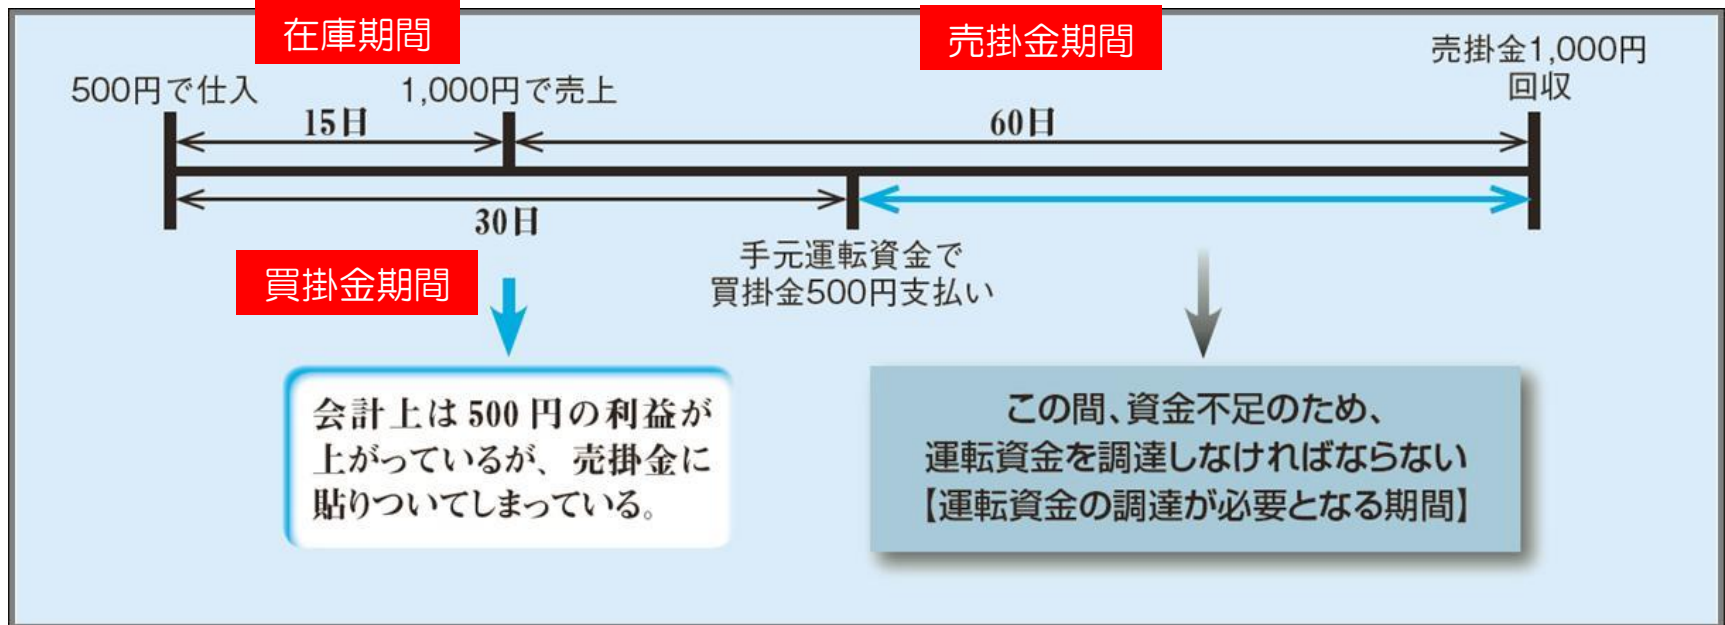 在庫期間
売掛金期間
500円で仕入
1,000円で売上
売掛金1,000円
回収
15日
60日
30日
買掛金期間
手元運転資金で
買掛金500円支払い
会計上は500円の利益が
上がっているが、売掛金に
貼りついてしまっている。
この間、資金不足のため、
運転資金を調達しなければならない
【運転資金の調達が必要となる期間】